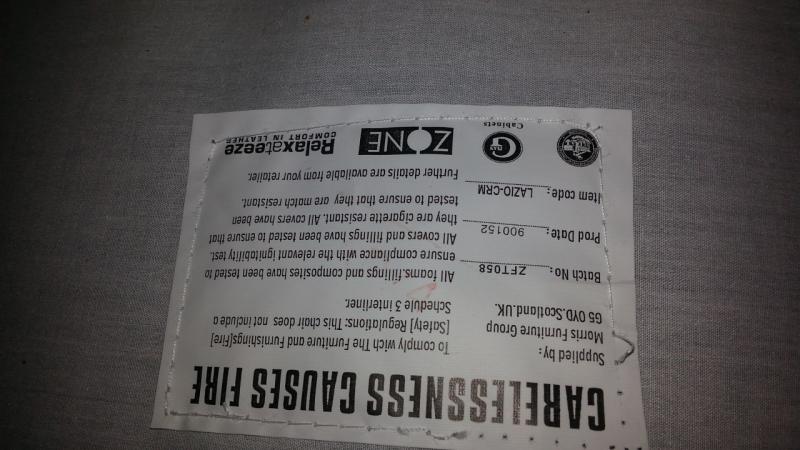 CARELESSNESS CAUSES FIRE
Supplied by:
Morris Furniture Group
G5 0YD.Scotland.UK.
Batch No: ZFT058
Prod Date: 900152
Item code: LAZIO-CRM
To comply wich The Furniture and Furnishings[Fire]
[Safety] Regulations: This chair does not include a
Schedule 3 interliner.
All foams.fillings and composites have been tested to
ensure compliance with the relevant ignitability test.
All covers and fillings have been tested to ensure that
they are cigarette resistant. All covers have been
tested to ensure that they are match resistant.
Further details are available from your retailer.
G
Cabinets
ZONE
Relaxateeze
COMFORT IN LEATHER